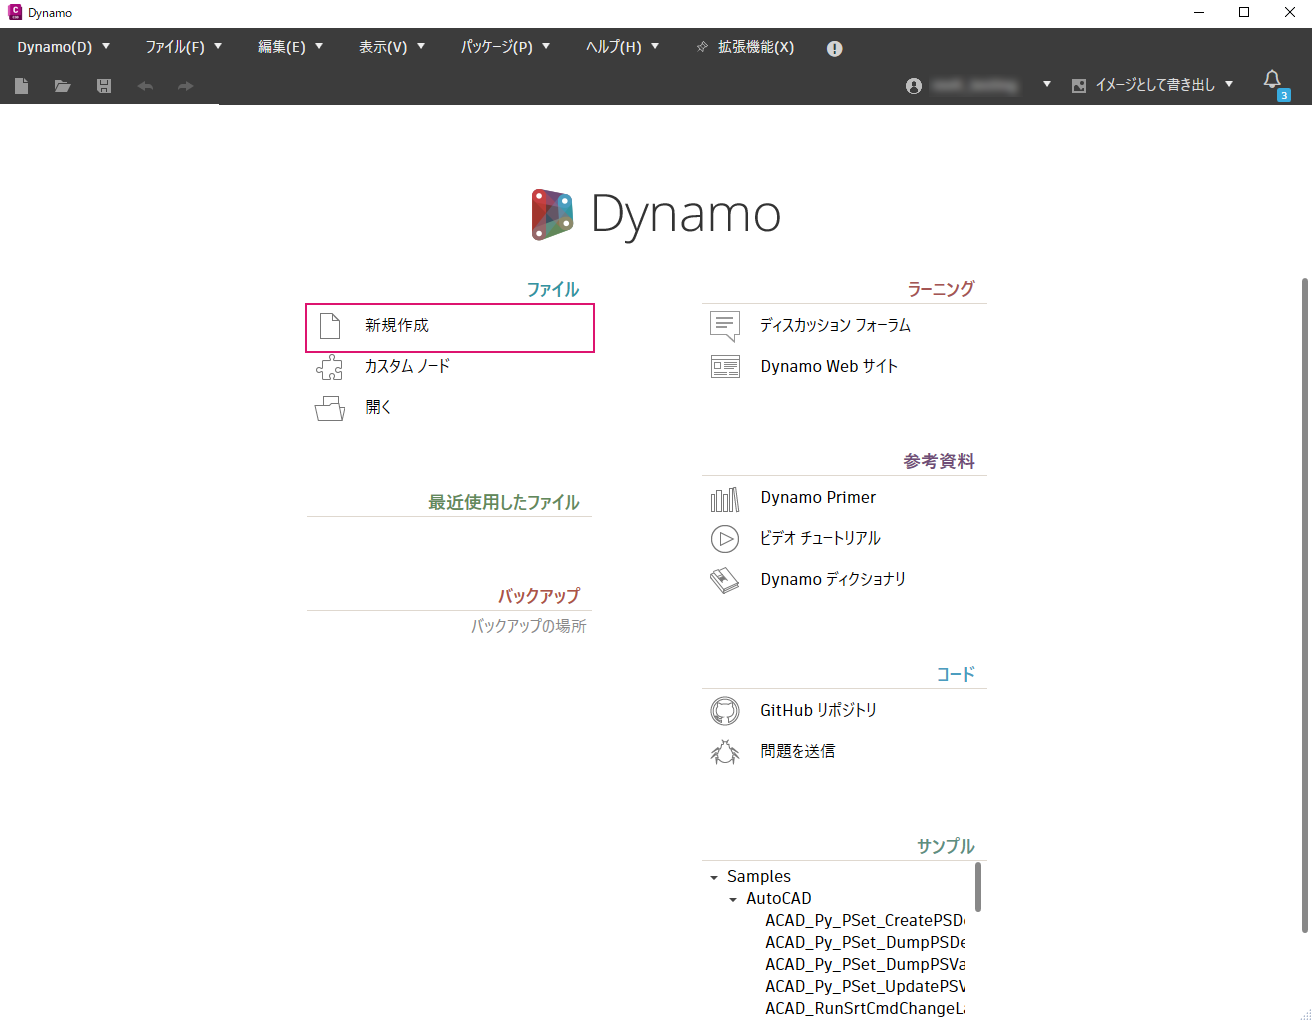 Dynamo
Dynamo(D)
ファイル(F)
編集(E)
表示(V)
パッケージ(P)
ヘルプ(H)
拡張機能(X)
イメージとして書き出し
3
Dynamo
ファイル
新規作成
カスタム ノード
開く
最近使用したファイル
バックアップ
バックアップの場所
ラーニング
ディスカッション フォーラム
Dynamo Web サイト
参考資料
Dynamo Primer
ビデオ チュートリアル
Dynamo ディクショナリ
コード
GitHub リポジトリ
問題を送信
サンプル
Samples
AutoCAD
ACAD_Py_PSet_CreatePSD
ACAD_Py_PSet_DumpPSDe
ACAD_Py_PSet_DumpPSVa
ACAD_Py_PSet_UpdatePSV
ACAD_RunSrtCmdChangeL